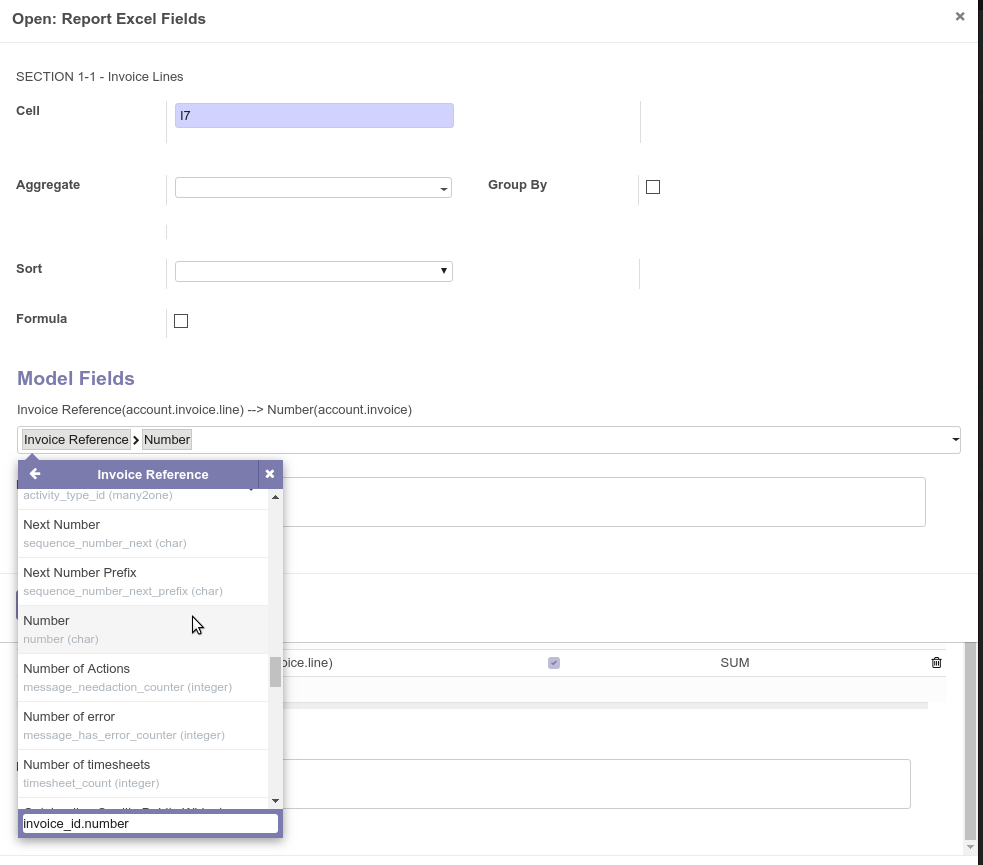 Open: Report Excel Fields
SECTION 1-1 - Invoice Lines
Cell
I7
Aggregate
Group By
Sort
Formula
Model Fields
Invoice Reference(account.invoice.line) --> Number(account.invoice)
Invoice Reference
Number
Invoice Reference
activity_type_id (many2one)
Next Number
sequence_number_next (char)
Next Number Prefix
sequence_number_next_prefix (char)
Number
number (char)
Number of Actions
message_needaction_counter (integer)
oice.line)
SUM
Number of error
message_has_error_counter (integer)
Number of timesheets
timesheet_count (integer)
invoice_id.number